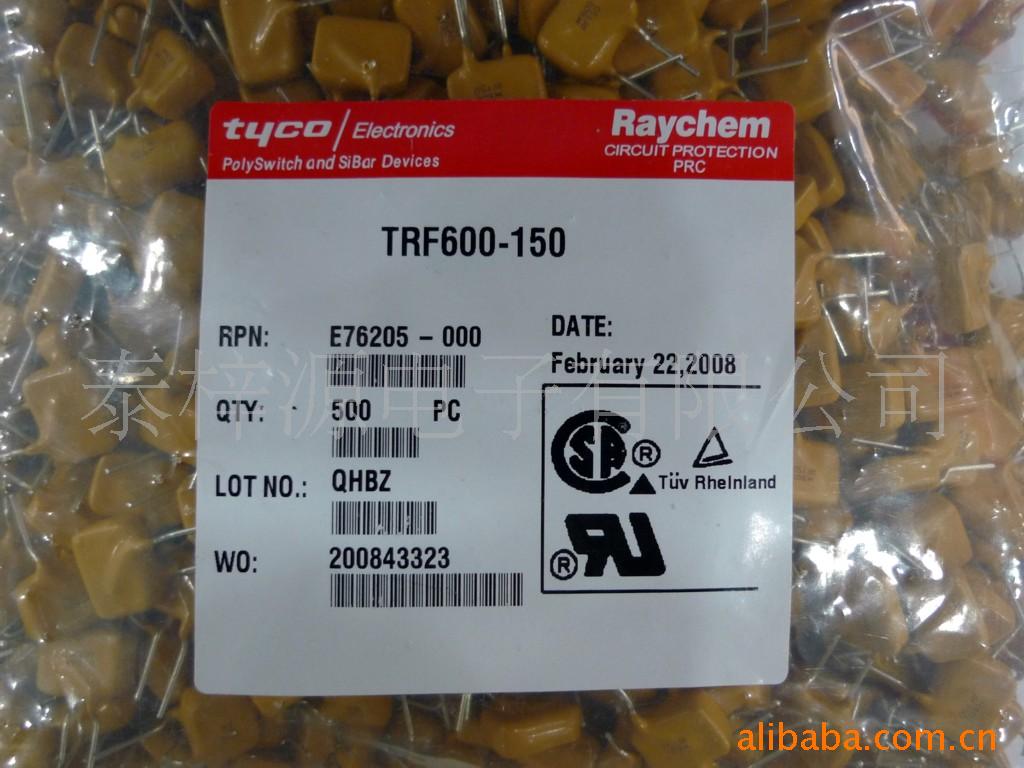 tyco / Electronics
PolySwitch and SiBar Devices
Raychem
CIRCUIT PROTECTION
PRC
TRF600-150
RPN: E76205 - 000
DATE:
February 22,2008
QTY: 500 PC
LOT NO.: QHBZ
WO: 200843323
SA ®
Tüv Rheinland
® RU
泰梓源电子有限公司
alibaba.com.cn